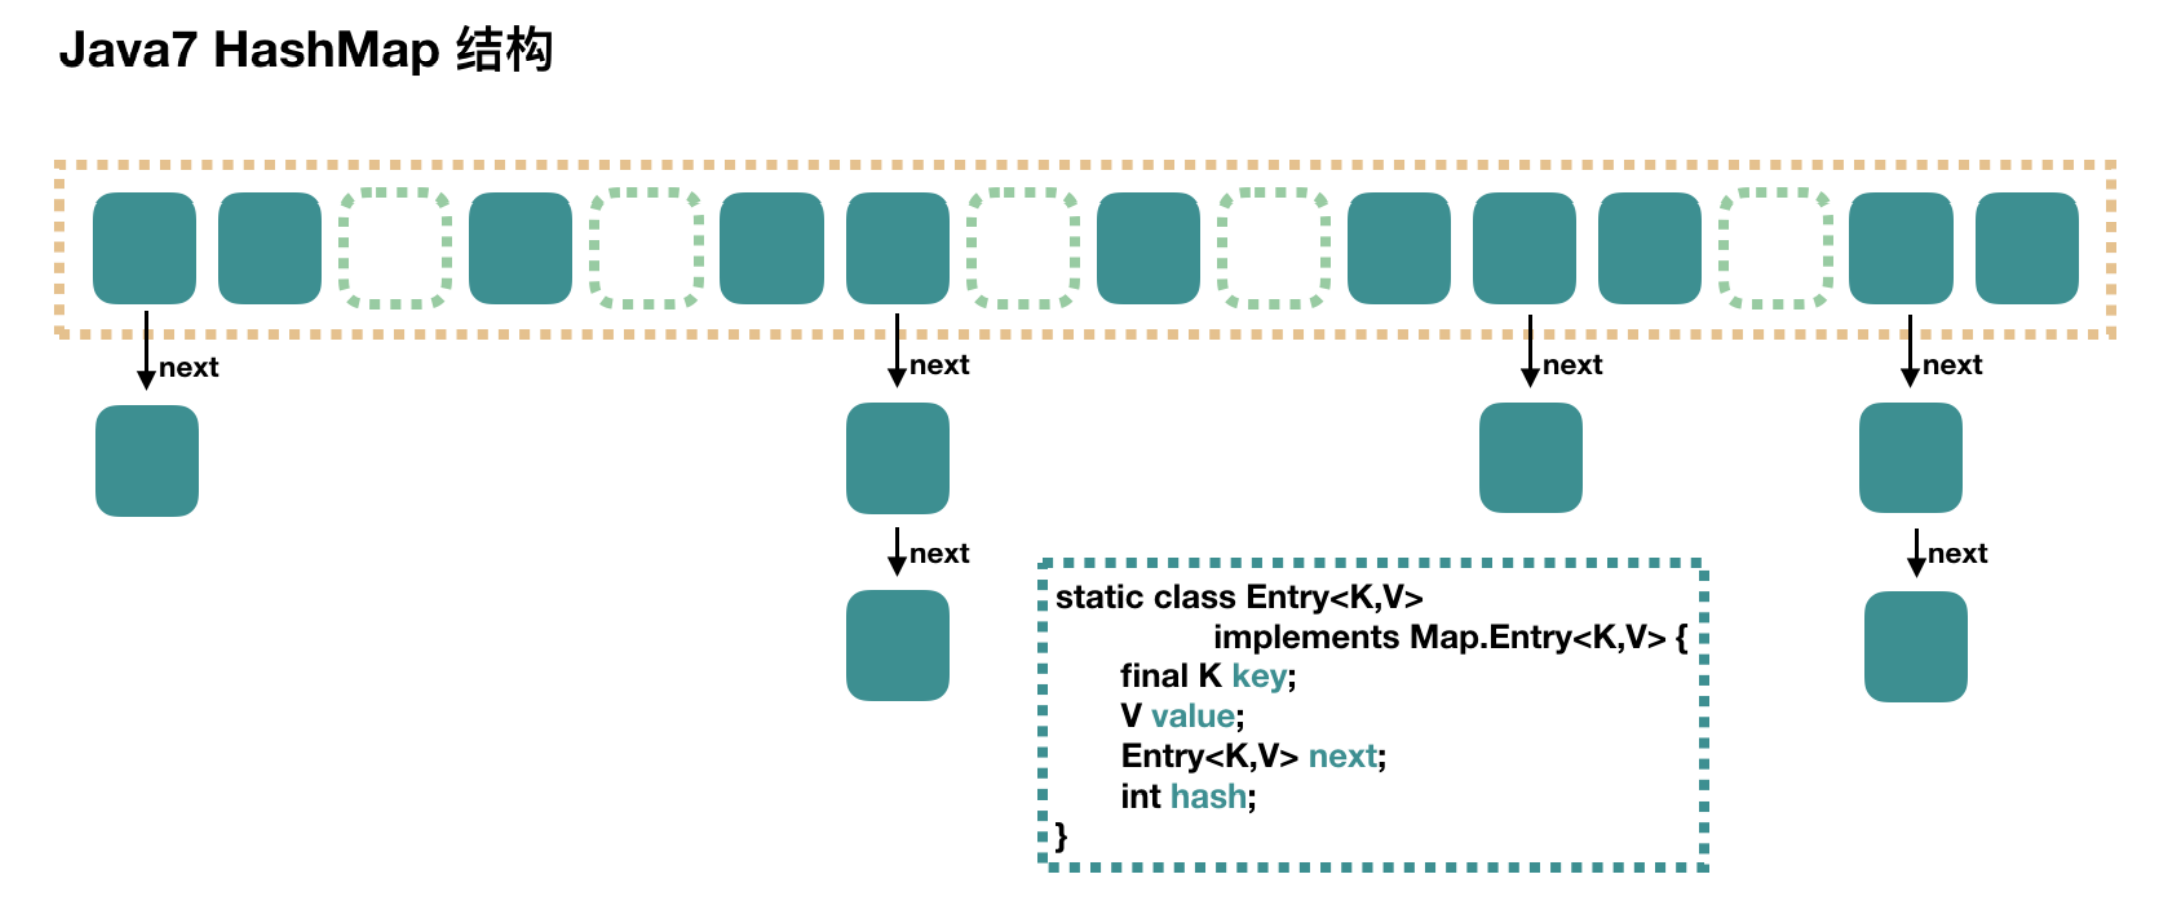 Java7 HashMap 结构
next
next
next
next
next
next
static class Entry<K,V>
implements Map.Entry<K,V> {
final K key;
V value;
Entry<K,V> next;
int hash;
}